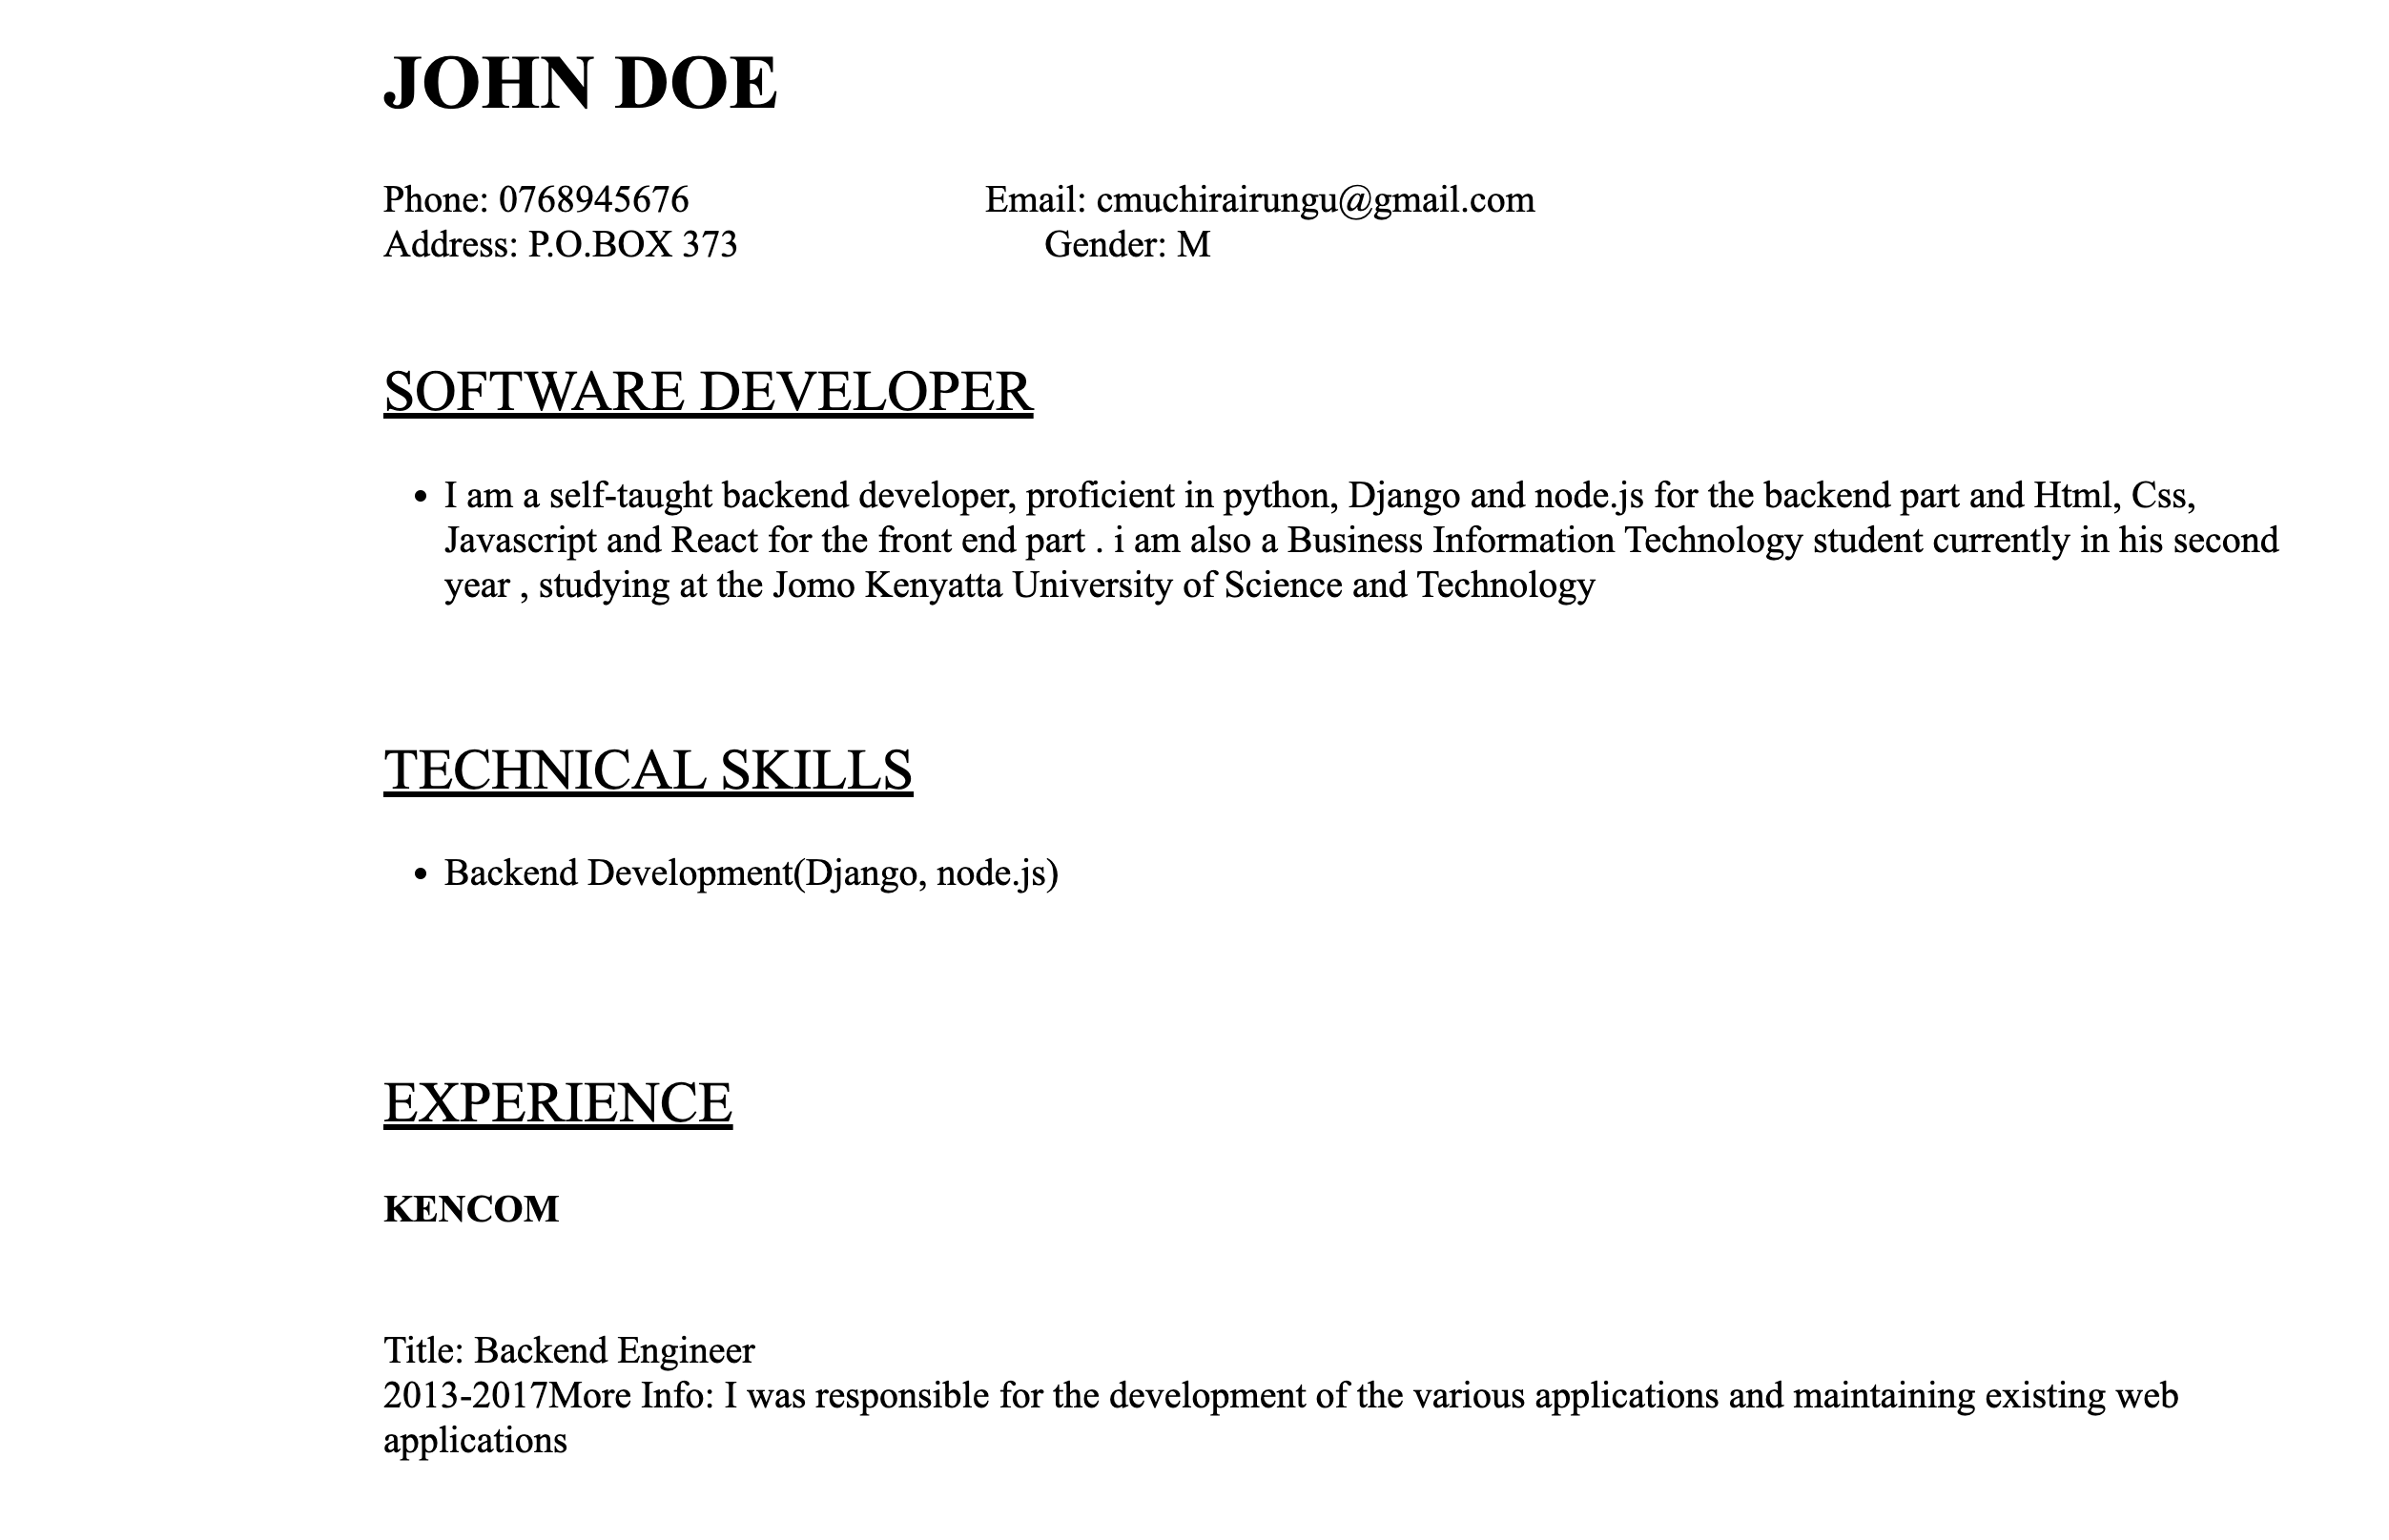 JOHN DOE
Phone: 0768945676 Email: cmuchirairungu@gmail.com
Address: P.O.BOX 373 Gender: M
SOFTWARE DEVELOPER
• I am a self-taught backend developer, proficient in python, Django and node.js for the backend part and Html, Css,
Javascript and React for the front end part . i am also a Business Information Technology student currently in his second
year , studying at the Jomo Kenyatta University of Science and Technology
TECHNICAL SKILLS
• Backend Development(Django, node.js)
EXPERIENCE
KENCOM
Title: Backend Engineer
2013-2017More Info: I was responsible for the development of the various applications and maintaining existing web
applications